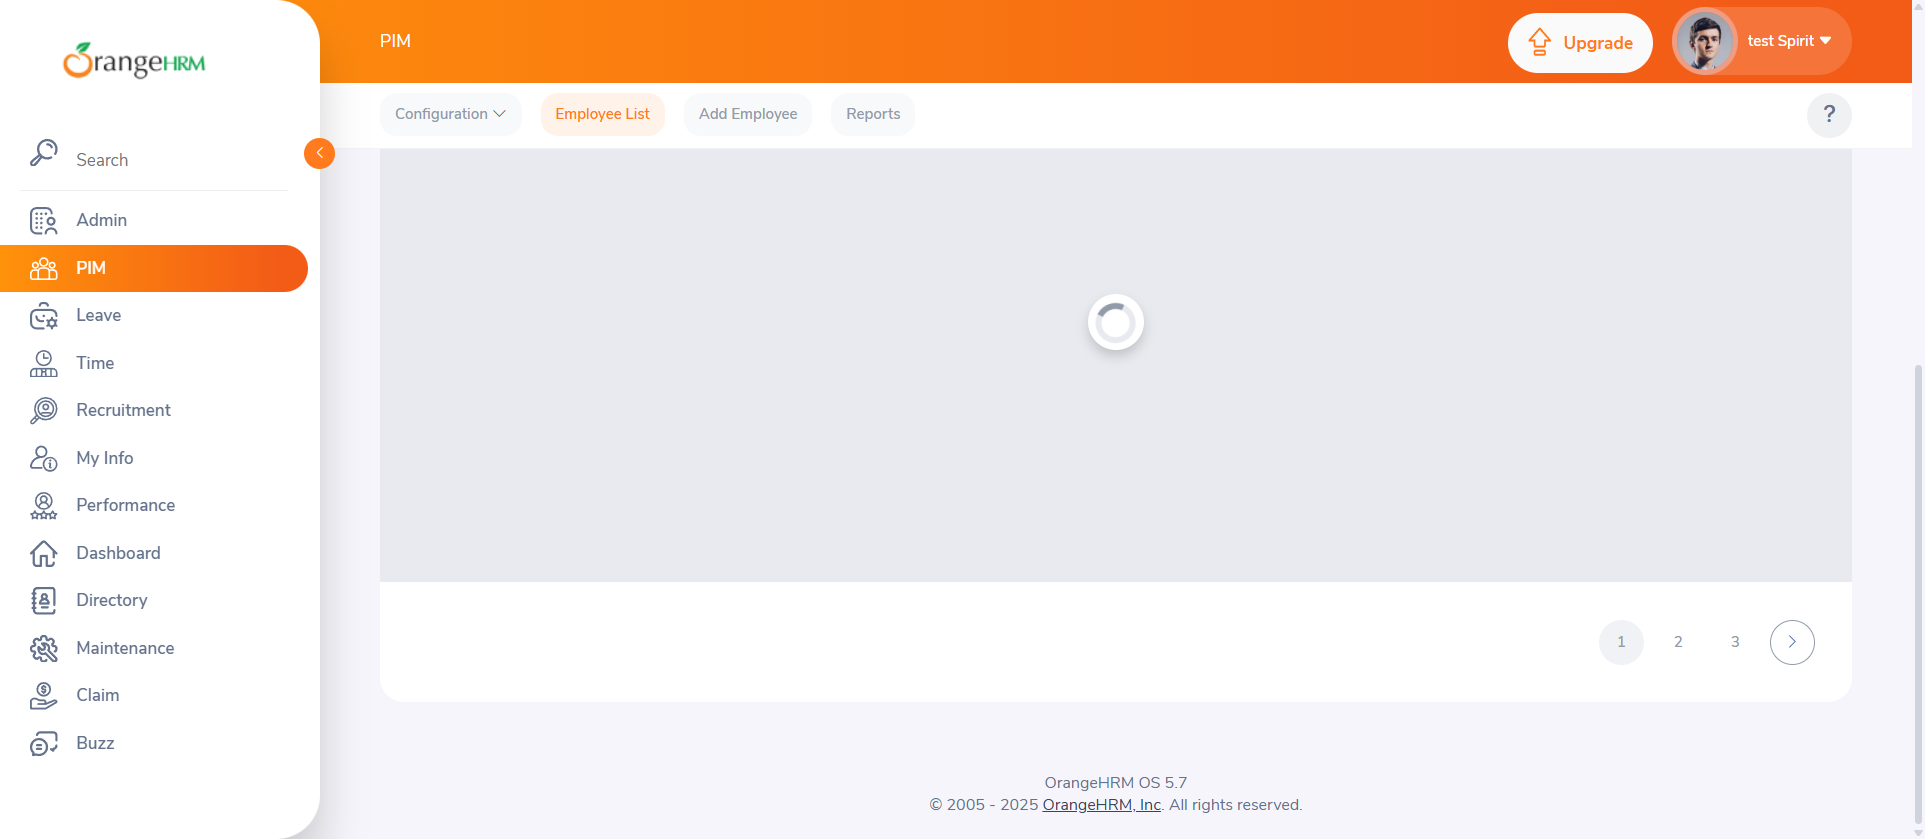 OrangeHRM
PIM
Upgrade
test Spirit
Configuration
Employee List
Add Employee
Reports
?
Search
Admin
PIM
Leave
Time
Recruitment
My Info
Performance
Dashboard
Directory
Maintenance
Claim
Buzz
1 2 3
OrangeHRM OS 5.7
© 2005 - 2025 OrangeHRM, Inc. All rights reserved.